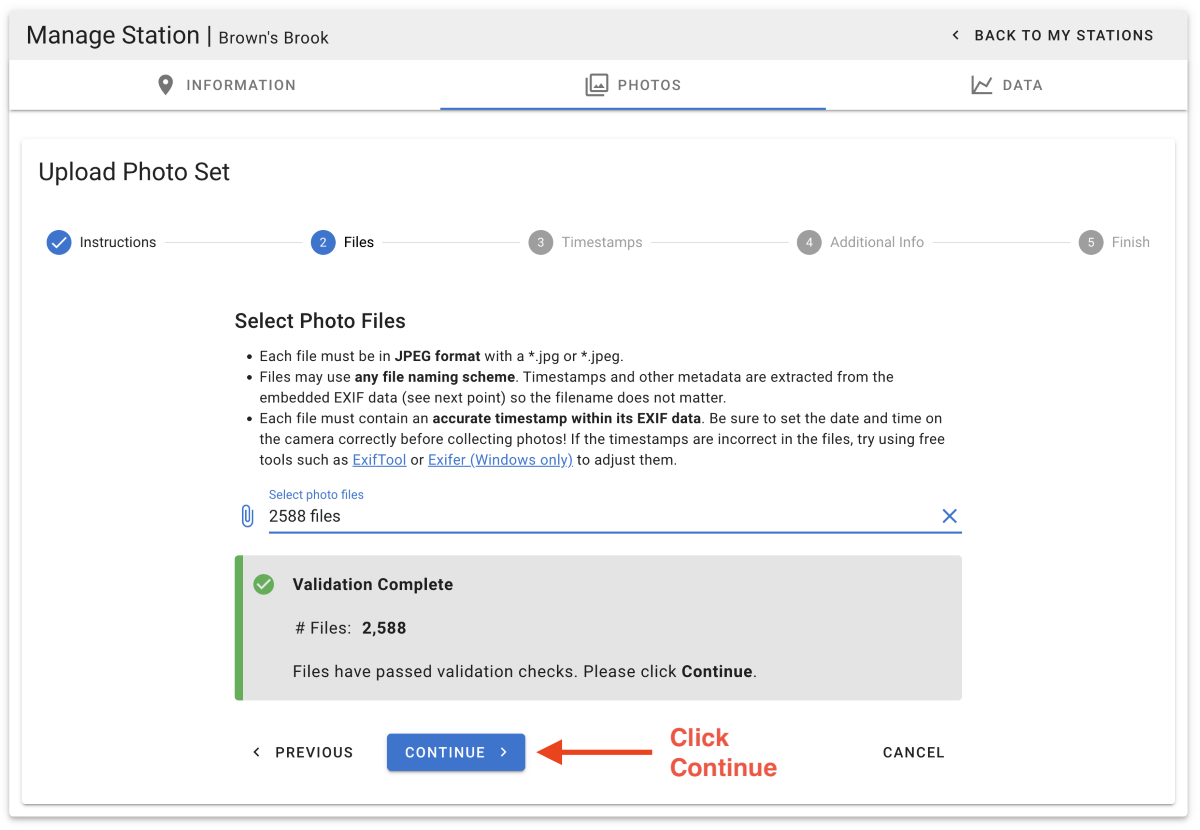 Manage Station | Brown's Brook
BACK TO MY STATIONS
INFORMATION
PHOTOS
DATA
Upload Photo Set
Instructions
2 Files
3 Timestamps
4 Additional Info
5 Finish
Select Photo Files
• Each file must be in JPEG format with a *.jpg or *.jpeg.
• Files may use any file naming scheme. Timestamps and other metadata are extracted from the
embedded EXIF data (see next point) so the filename does not matter.
• Each file must contain an accurate timestamp within its EXIF data. Be sure to set the date and time on
the camera correctly before collecting photos! If the timestamps are incorrect in the files, try using free
tools such as ExifTool or Exifer (Windows only) to adjust them.
Select photo files
2588 files
Validation Complete
# Files: 2,588
Files have passed validation checks. Please click Continue.
PREVIOUS
CONTINUE
Click
Continue
CANCEL